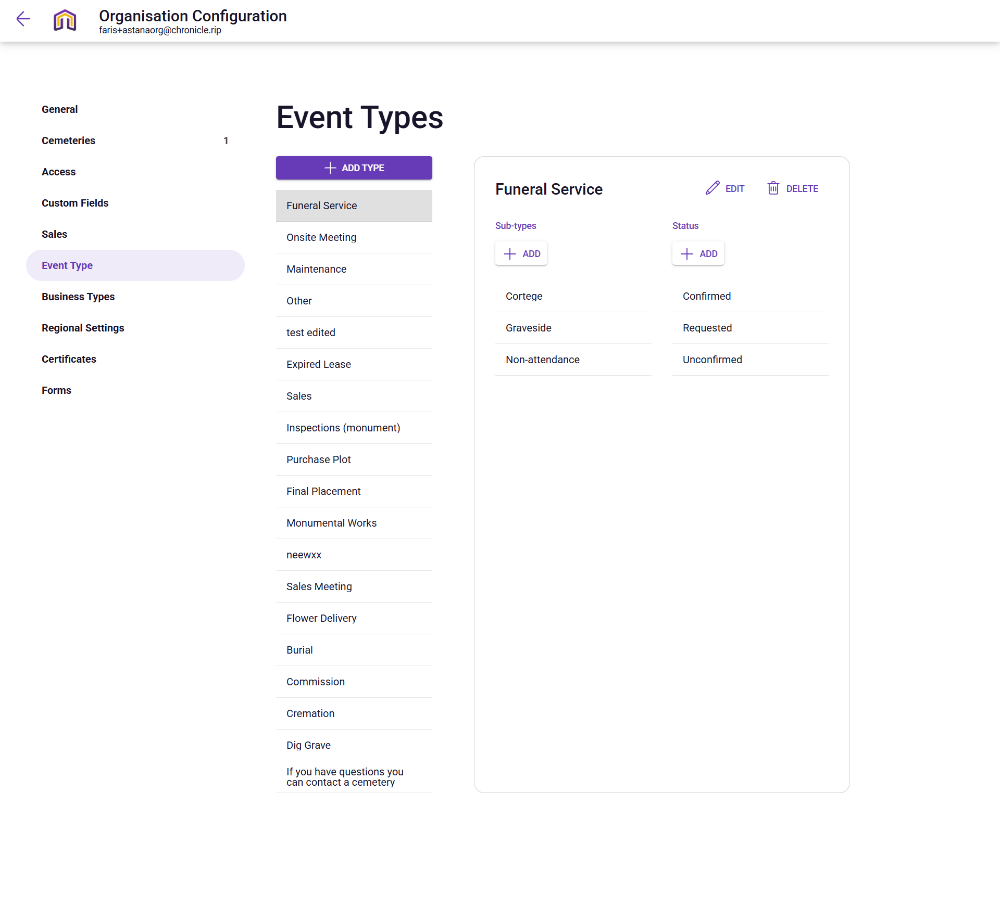 Organisation Configuration
faris+astanaorg@chronicle.rip
General
Cemeteries 1
Access
Custom Fields
Sales
Event Type
Business Types
Regional Settings
Certificates
Forms
Event Types
ADD TYPE
Funeral Service
Onsite Meeting
Maintenance
Other
test edited
Expired Lease
Sales
Inspections (monument)
Purchase Plot
Final Placement
Monumental Works
neewxx
Sales Meeting
Flower Delivery
Burial
Commission
Cremation
Dig Grave
If you have questions you
can contact a cemetery
Funeral Service
EDIT
DELETE
Sub-types
ADD
Cortege
Graveside
Non-attendance
Status
ADD
Confirmed
Requested
Unconfirmed